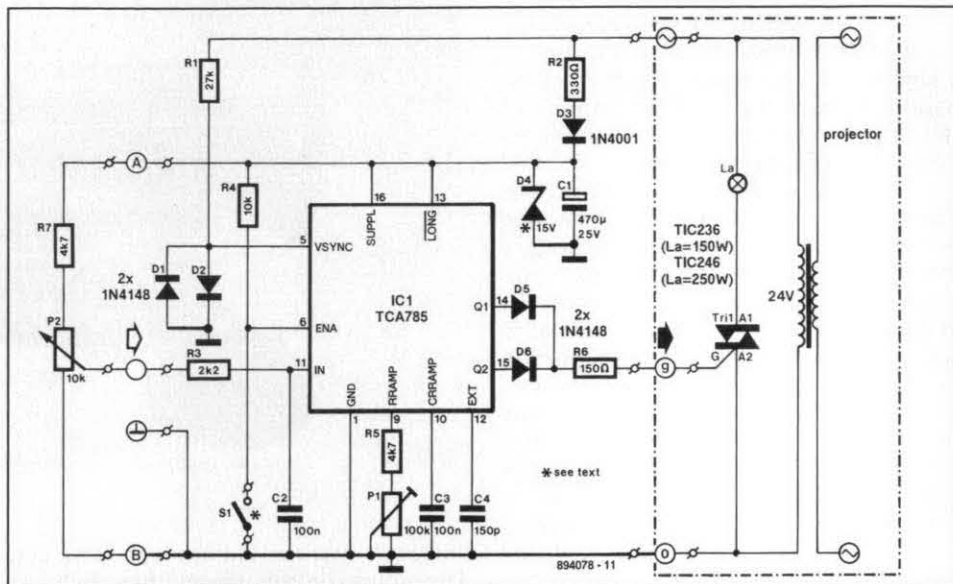 R1
27k
R2
330Ω
D3
1N4001
projector
A
R4
10k
16
SUPPL
13
LONG
D4
*
15V
C1
470µ
25V
La
R7
4k7
5
VSYNC
TIC236
(La=150W)
TIC246
(La=250W)
D1
D2
2x
1N4148
IC1
TCA785
Q1
14
D5
2x
1N4148
24V
P2
10k
6
ENA
Tri1
A1
R3
2k2
11
IN
Q2
15
D6
R6
150Ω
g
G
A2
GND
RRAMP
CRRAMP
EXT
1
9
10
12
R5
4k7
* see text
S1
*
C2
100n
P1
100k
C3
100n
C4
150p
B
894078 - 11
0